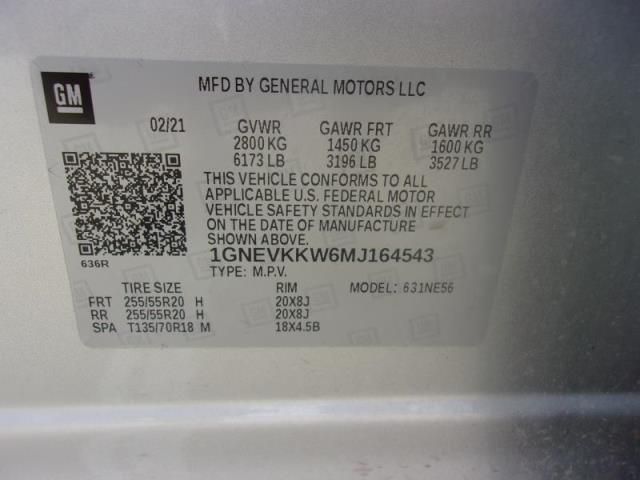 GM
MFD BY GENERAL MOTORS LLC
02/21 GVWR GAWR FRT GAWR RR
2800 KG 1450 KG 1600 KG
6173 LB 3196 LB 3527 LB
THIS VEHICLE CONFORMS TO ALL
APPLICABLE U.S. FEDERAL MOTOR
VEHICLE SAFETY STANDARDS IN EFFECT
ON THE DATE OF MANUFACTURE
SHOWN ABOVE.
636R
1GNEVKKW6MJ164543
TYPE: M.P.V.
TIRE SIZE RIM MODEL: 631NE56
FRT 255/55R20 H 20X8J
RR 255/55R20 H 20X8J
SPA T135/70R18 M 18X4.5B